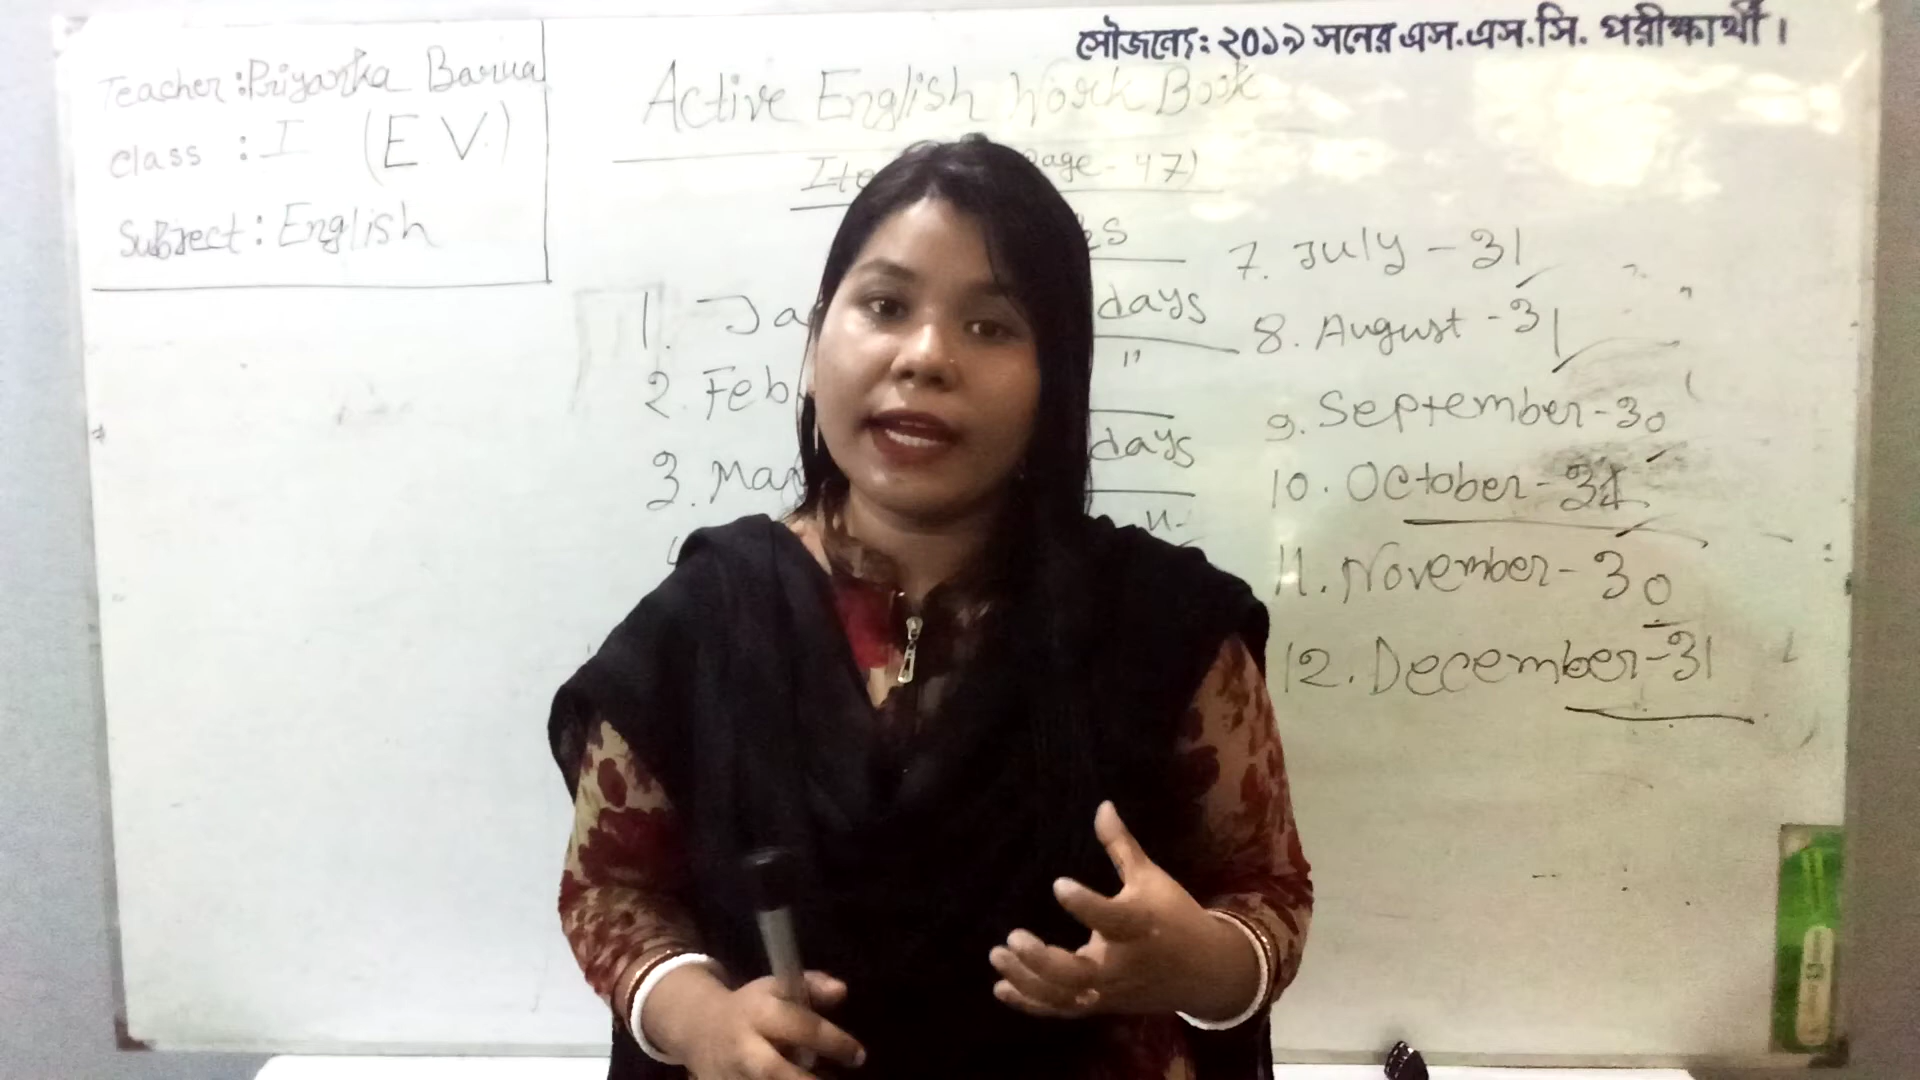 সৌজন্যে: ২০১৯ সনের এস.এস.সি. পরীক্ষার্থী।
Teacher: Priyanka Barua
Class : I (E.V.)
Subject: English
Active English Work Book
Page - 47)
1. Ja days
2. Feb "
3. Mar days
7. July - 31
8. August - 31
9. September - 30
10. October - 31
11. November - 30
12. December - 31